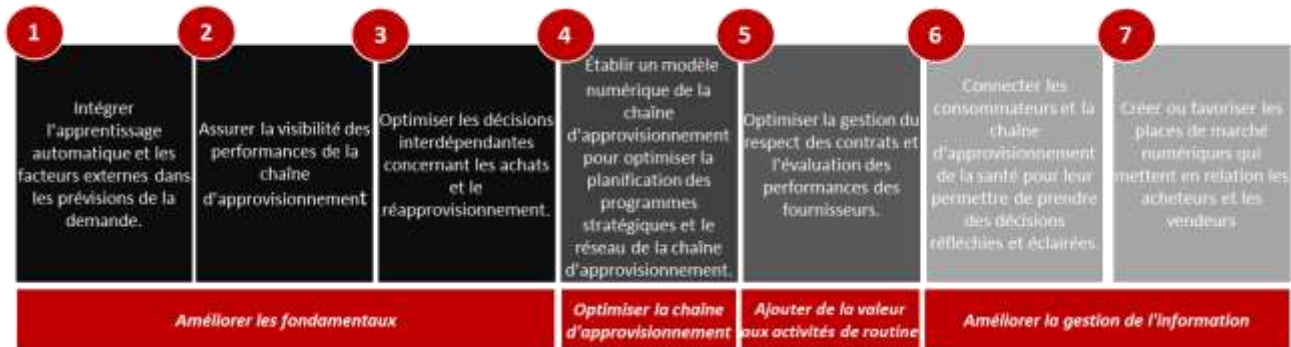 1
Intégrer
l'apprentissage
automatique et les
facteurs externes dans
les prévisions de la
demande.
2
Assurer la visibilité des
performances de la
chaîne
d'approvisionnement
3
Optimiser les décisions
interdépendantes
concernant les achats
et le
réapprovisionnement.
4
Établir un modèle
numérique de la
chaîne
d'approvisionnement
pour optimiser la
planification des
programmes
stratégiques et le
réseau de la chaîne
d'approvisionnement.
5
Optimiser la gestion du
respect des contrats et
l'évaluation des
performances des
fournisseurs.
6
Connecter les
consommateurs et la
chaîne
d'approvisionnement
de la santé pour leur
permettre de prendre
des décisions
réfléchies et éclairées.
7
Créer ou favoriser les
places de marché
numériques qui
mettent en relation les
acheteurs et les
vendeurs
Améliorer les fondamentaux
Optimiser la chaîne
d'approvisionnement
Ajouter de la valeur
aux activités de routine
Améliorer la gestion de l'information